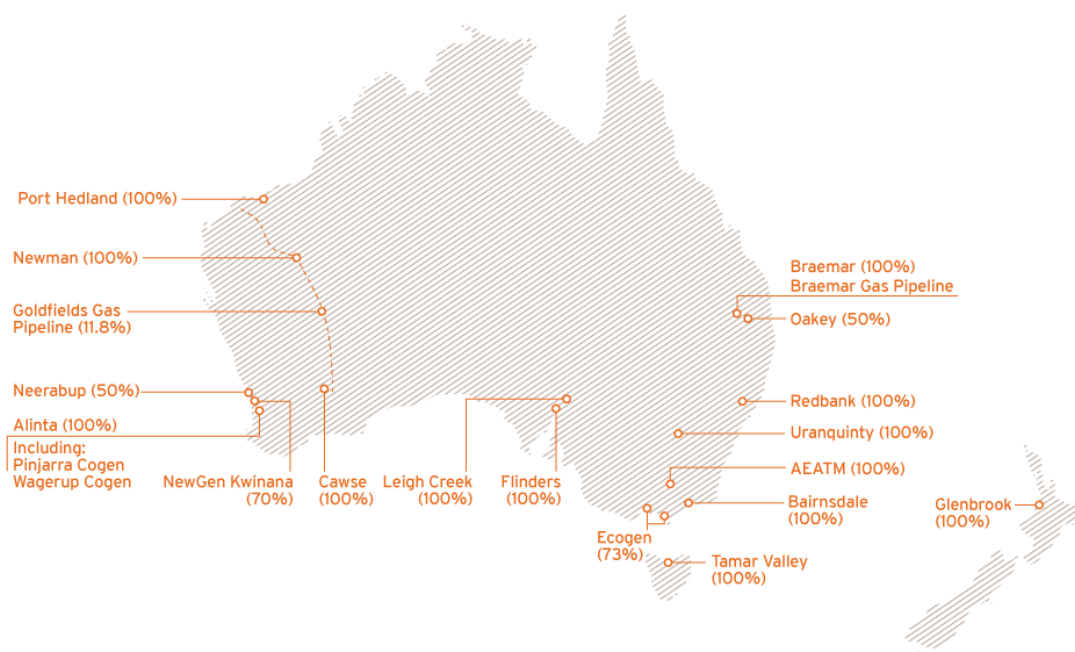 Port Hedland (100%)
Newman (100%)
Goldfields Gas
Pipeline (11.8%)
Neerabup (50%)
Alinta (100%)
Including:
Pinjarra Cogen
Wagerup Cogen
NewGen Kwinana
(70%)
Cawse
(100%)
Leigh Creek
(100%)
Flinders
(100%)
Braemar (100%)
Braemar Gas Pipeline
Oakey (50%)
Redbank (100%)
Uranquinty (100%)
AEATM (100%)
Bairnsdale
(100%)
Ecogen
(73%)
Tamar Valley
(100%)
Glenbrook
(100%)